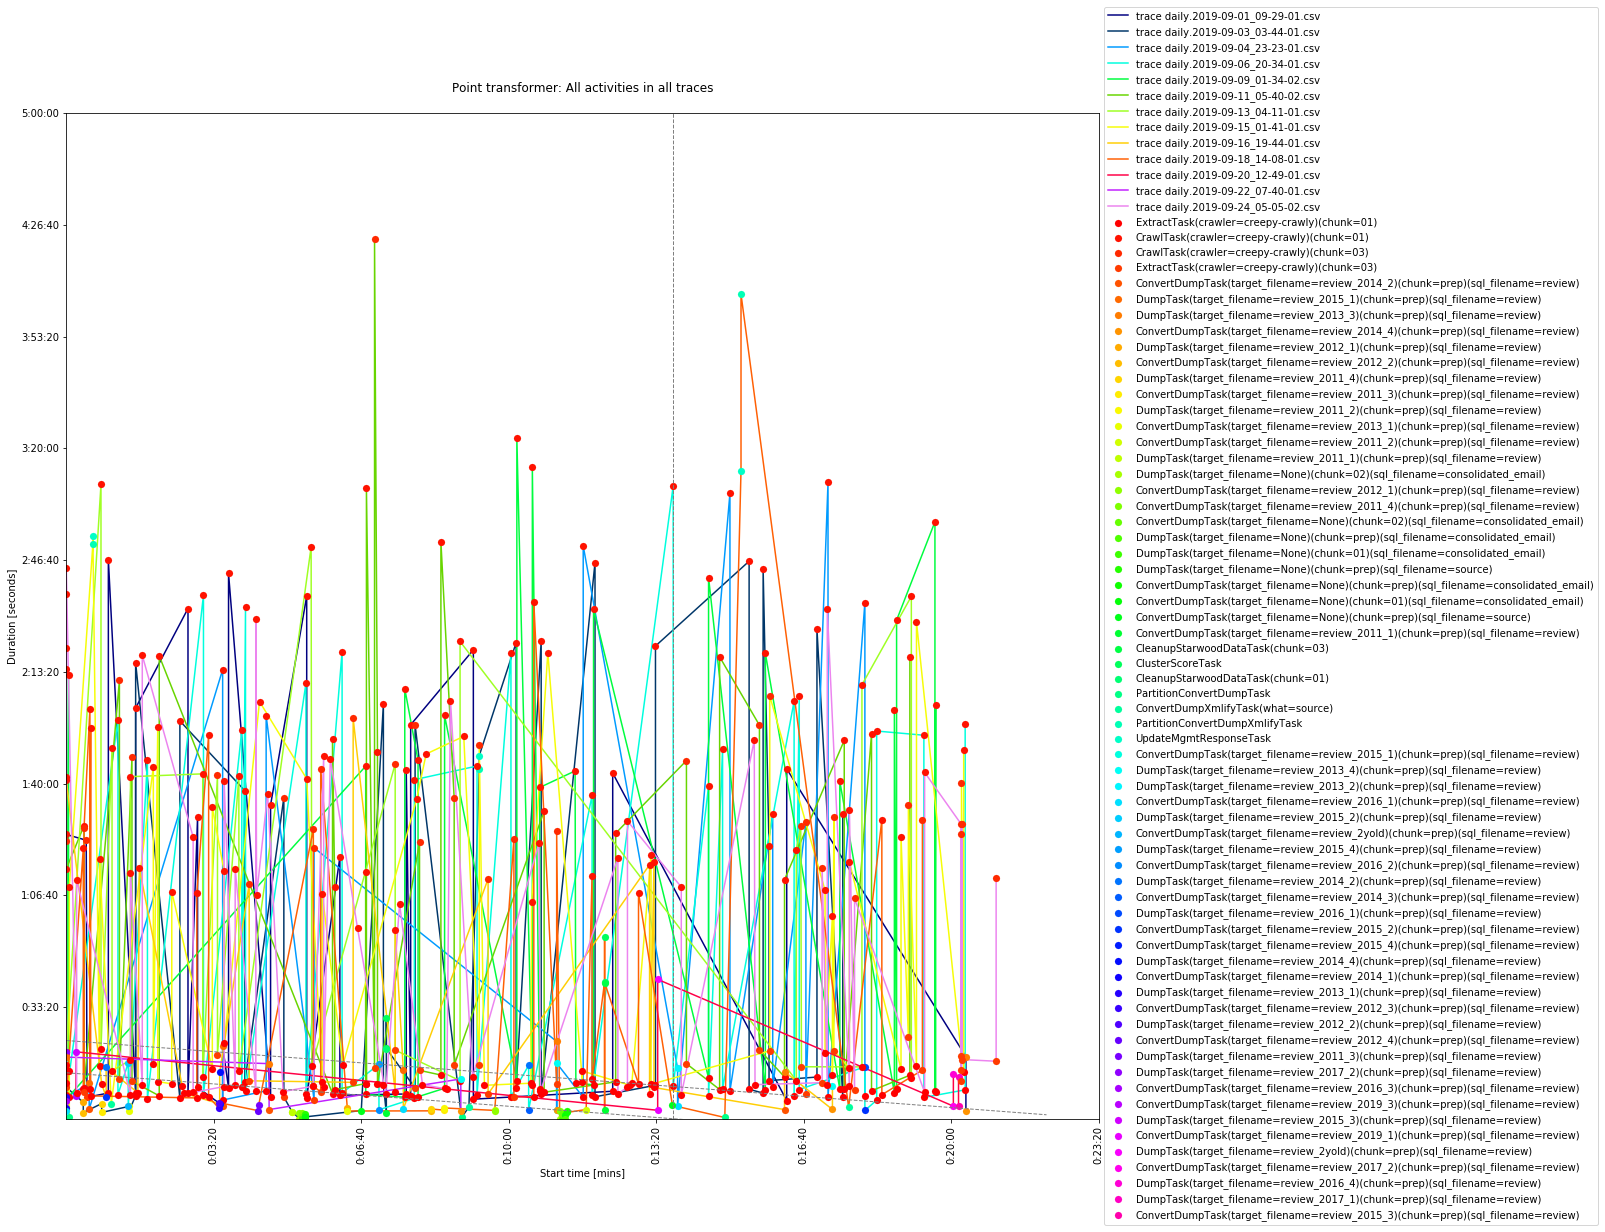 Point transformer: All activities in all traces
5:00:00
4:26:40
3:53:20
3:20:00
2:46:40
2:13:20
1:40:00
1:06:40
0:33:20
Duration [seconds]
0:03:20
0:06:40
0:10:00
0:13:20
0:16:40
0:20:00
0:23:20
Start time [mins]
trace daily.2019-09-01_09-29-01.csv
trace daily.2019-09-03_03-44-01.csv
trace daily.2019-09-04_23-23-01.csv
trace daily.2019-09-06_20-34-01.csv
trace daily.2019-09-09_01-34-02.csv
trace daily.2019-09-11_05-40-02.csv
trace daily.2019-09-13_04-11-01.csv
trace daily.2019-09-15_01-41-01.csv
trace daily.2019-09-16_19-44-01.csv
trace daily.2019-09-18_14-08-01.csv
trace daily.2019-09-20_12-49-01.csv
trace daily.2019-09-22_07-40-01.csv
trace daily.2019-09-24_05-05-02.csv
ExtractTask(crawler=creepy-crawly)(chunk=01)
CrawlTask(crawler=creepy-crawly)(chunk=01)
CrawlTask(crawler=creepy-crawly)(chunk=03)
ExtractTask(crawler=creepy-crawly)(chunk=03)
ConvertDumpTask(target_filename=review_2014_2)(chunk=prep)(sql_filename=review)
DumpTask(target_filename=review_2015_1)(chunk=prep)(sql_filename=review)
DumpTask(target_filename=review_2013_3)(chunk=prep)(sql_filename=review)
ConvertDumpTask(target_filename=review_2014_4)(chunk=prep)(sql_filename=review)
DumpTask(target_filename=review_2012_1)(chunk=prep)(sql_filename=review)
ConvertDumpTask(target_filename=review_2012_2)(chunk=prep)(sql_filename=review)
DumpTask(target_filename=review_2011_4)(chunk=prep)(sql_filename=review)
ConvertDumpTask(target_filename=review_2011_3)(chunk=prep)(sql_filename=review)
DumpTask(target_filename=review_2011_2)(chunk=prep)(sql_filename=review)
ConvertDumpTask(target_filename=review_2013_1)(chunk=prep)(sql_filename=review)
ConvertDumpTask(target_filename=review_2011_2)(chunk=prep)(sql_filename=review)
DumpTask(target_filename=review_2011_1)(chunk=prep)(sql_filename=review)
DumpTask(target_filename=None)(chunk=02)(sql_filename=consolidated_email)
ConvertDumpTask(target_filename=review_2012_1)(chunk=prep)(sql_filename=review)
ConvertDumpTask(target_filename=review_2011_4)(chunk=prep)(sql_filename=review)
ConvertDumpTask(target_filename=None)(chunk=02)(sql_filename=consolidated_email)
DumpTask(target_filename=None)(chunk=prep)(sql_filename=consolidated_email)
DumpTask(target_filename=None)(chunk=01)(sql_filename=consolidated_email)
DumpTask(target_filename=None)(chunk=prep)(sql_filename=source)
ConvertDumpTask(target_filename=None)(chunk=prep)(sql_filename=consolidated_email)
ConvertDumpTask(target_filename=None)(chunk=01)(sql_filename=consolidated_email)
ConvertDumpTask(target_filename=None)(chunk=prep)(sql_filename=source)
ConvertDumpTask(target_filename=review_2011_1)(chunk=prep)(sql_filename=review)
CleanupStarwoodDataTask(chunk=03)
ClusterScoreTask
CleanupStarwoodDataTask(chunk=01)
PartitionConvertDumpTask
ConvertDumpXmlifyTask(what=source)
PartitionConvertDumpXmlifyTask
UpdateMgmtResponseTask
ConvertDumpTask(target_filename=review_2015_1)(chunk=prep)(sql_filename=review)
DumpTask(target_filename=review_2013_4)(chunk=prep)(sql_filename=review)
DumpTask(target_filename=review_2013_2)(chunk=prep)(sql_filename=review)
ConvertDumpTask(target_filename=review_2016_1)(chunk=prep)(sql_filename=review)
DumpTask(target_filename=review_2015_2)(chunk=prep)(sql_filename=review)
ConvertDumpTask(target_filename=review_2yold)(chunk=prep)(sql_filename=review)
DumpTask(target_filename=review_2015_4)(chunk=prep)(sql_filename=review)
ConvertDumpTask(target_filename=review_2016_2)(chunk=prep)(sql_filename=review)
DumpTask(target_filename=review_2014_2)(chunk=prep)(sql_filename=review)
ConvertDumpTask(target_filename=review_2014_3)(chunk=prep)(sql_filename=review)
DumpTask(target_filename=review_2016_1)(chunk=prep)(sql_filename=review)
ConvertDumpTask(target_filename=review_2015_2)(chunk=prep)(sql_filename=review)
ConvertDumpTask(target_filename=review_2015_4)(chunk=prep)(sql_filename=review)
DumpTask(target_filename=review_2014_4)(chunk=prep)(sql_filename=review)
ConvertDumpTask(target_filename=review_2014_1)(chunk=prep)(sql_filename=review)
DumpTask(target_filename=review_2013_1)(chunk=prep)(sql_filename=review)
ConvertDumpTask(target_filename=review_2012_3)(chunk=prep)(sql_filename=review)
DumpTask(target_filename=review_2012_2)(chunk=prep)(sql_filename=review)
ConvertDumpTask(target_filename=review_2012_4)(chunk=prep)(sql_filename=review)
DumpTask(target_filename=review_2011_3)(chunk=prep)(sql_filename=review)
DumpTask(target_filename=review_2017_2)(chunk=prep)(sql_filename=review)
ConvertDumpTask(target_filename=review_2016_3)(chunk=prep)(sql_filename=review)
ConvertDumpTask(target_filename=review_2019_3)(chunk=prep)(sql_filename=review)
DumpTask(target_filename=review_2015_3)(chunk=prep)(sql_filename=review)
ConvertDumpTask(target_filename=review_2019_1)(chunk=prep)(sql_filename=review)
DumpTask(target_filename=review_2yold)(chunk=prep)(sql_filename=review)
ConvertDumpTask(target_filename=review_2017_2)(chunk=prep)(sql_filename=review)
DumpTask(target_filename=review_2016_4)(chunk=prep)(sql_filename=review)
DumpTask(target_filename=review_2017_1)(chunk=prep)(sql_filename=review)
ConvertDumpTask(target_filename=review_2015_3)(chunk=prep)(sql_filename=review)